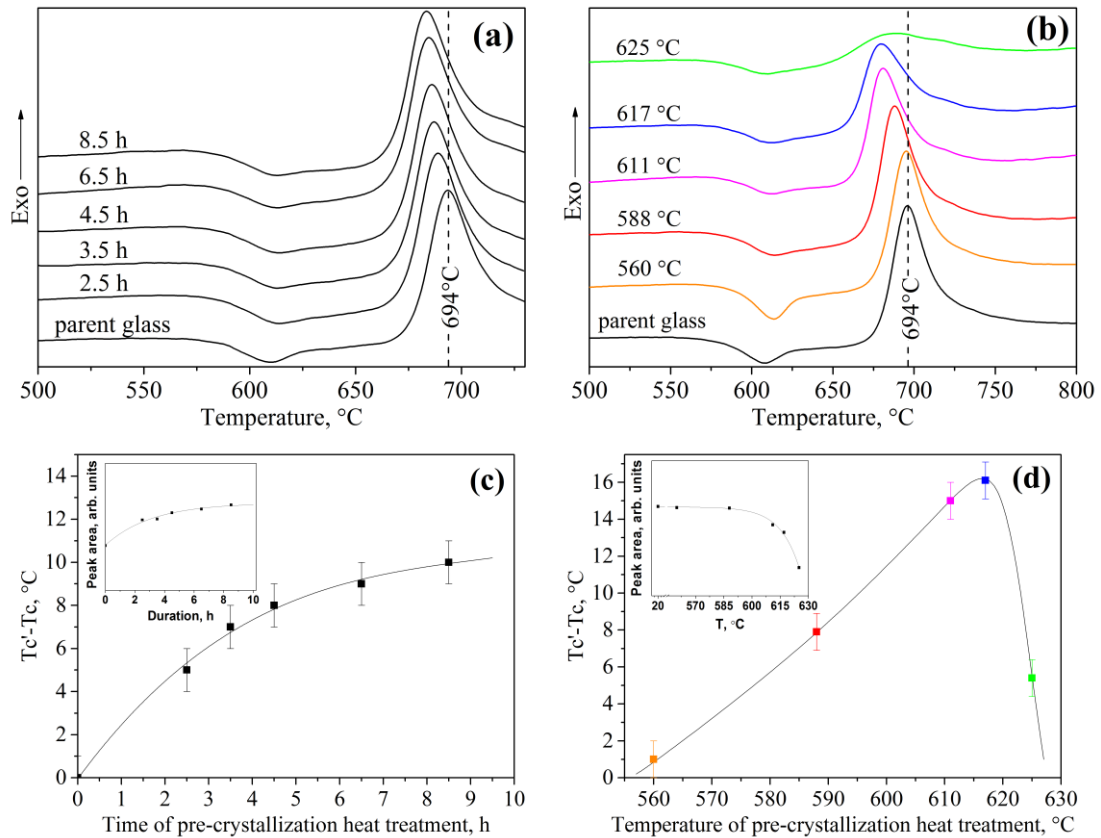 (a)
Exo
8.5 h
6.5 h
4.5 h
3.5 h
2.5 h
parent glass
694°C
500 550 600 650 700
Temperature, °C
(b)
Exo
625 °C
617 °C
611 °C
588 °C
560 °C
parent glass
694°C
500 550 600 650 700 750 800
Temperature, °C
(c)
Tc'-Tc, °C
14
12
10
8
6
4
2
0
0 1 2 3 4 5 6 7 8 9 10
Time of pre-crystallization heat treatment, h
Peak area, arb. units
0 2 4 6 8 10
Duration, h
(d)
Tc'-Tc, °C
16
14
12
10
8
6
4
2
0
560 570 580 590 600 610 620 630
Temperature of pre-crystallization heat treatment, °C
Peak area, arb. units
20 570 585 600 615 630
T, °C